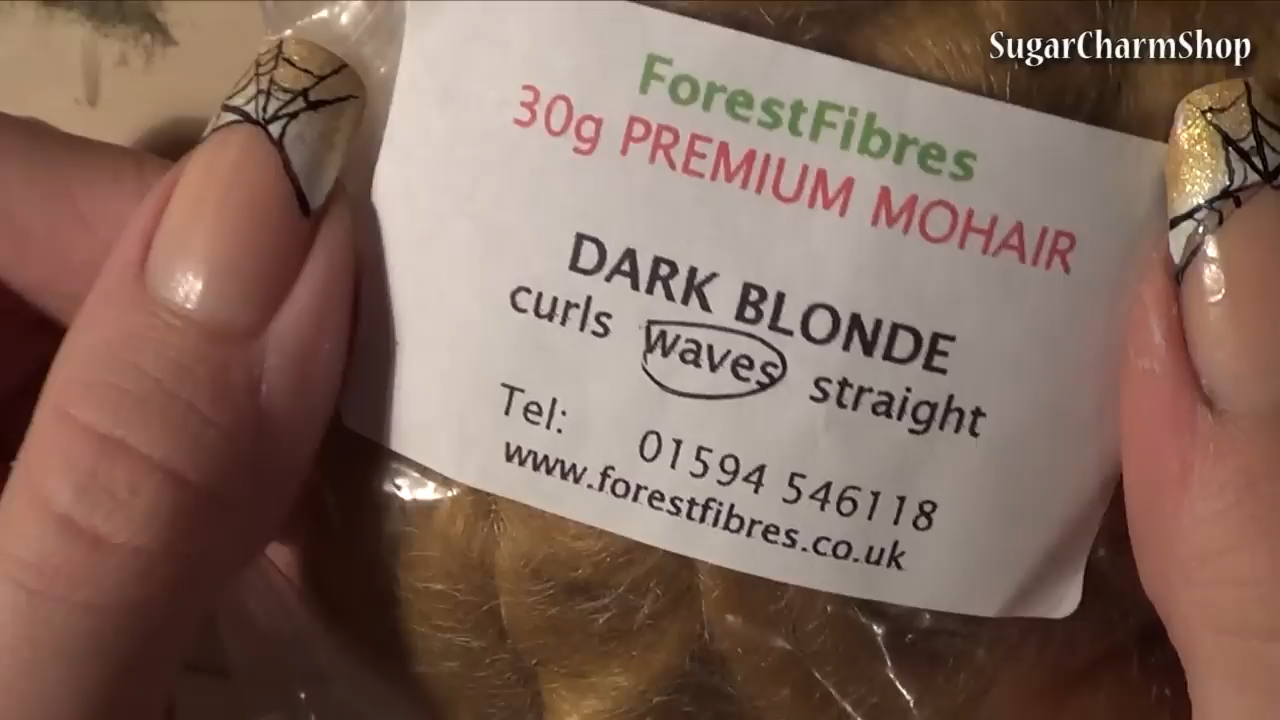 SugarCharmShop
ForestFibres
30g PREMIUM MOHAIR
DARK BLONDE
curls waves straight
Tel: 01594 546118
www.forestfibres.co.uk